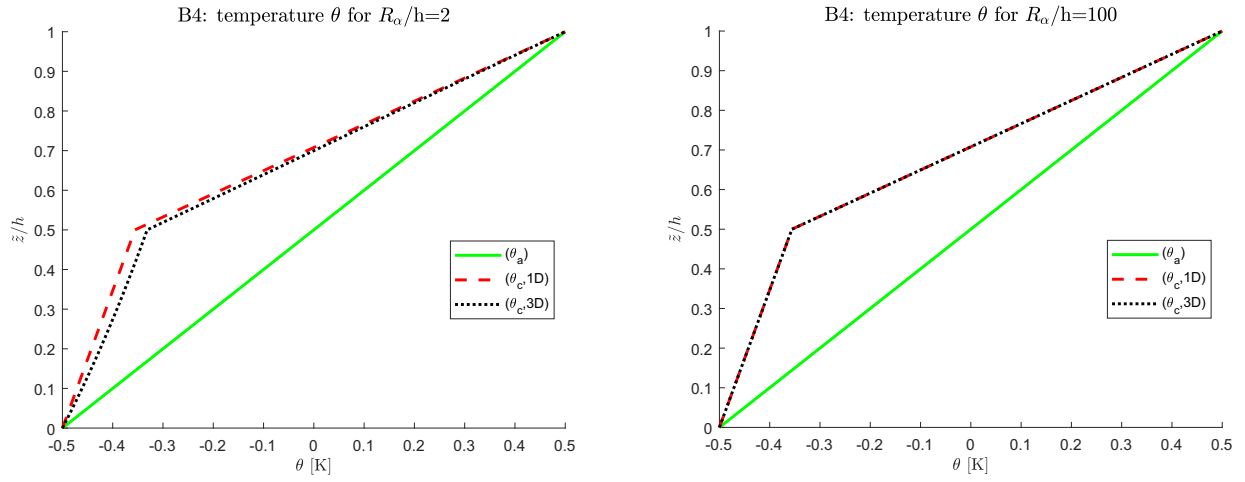 B4: temperature θ for R_α/h=2
1
0.9
0.8
0.7
0.6
0.5
0.4
0.3
0.2
0.1
0
z̃/h
-0.5 -0.4 -0.3 -0.2 -0.1 0 0.1 0.2 0.3 0.4 0.5
θ [K]
(θ_a)
(θ_c,1D)
(θ_c,3D)
B4: temperature θ for R_α/h=100
1
0.9
0.8
0.7
0.6
0.5
0.4
0.3
0.2
0.1
0
z̃/h
-0.5 -0.4 -0.3 -0.2 -0.1 0 0.1 0.2 0.3 0.4 0.5
θ [K]
(θ_a)
(θ_c,1D)
(θ_c,3D)